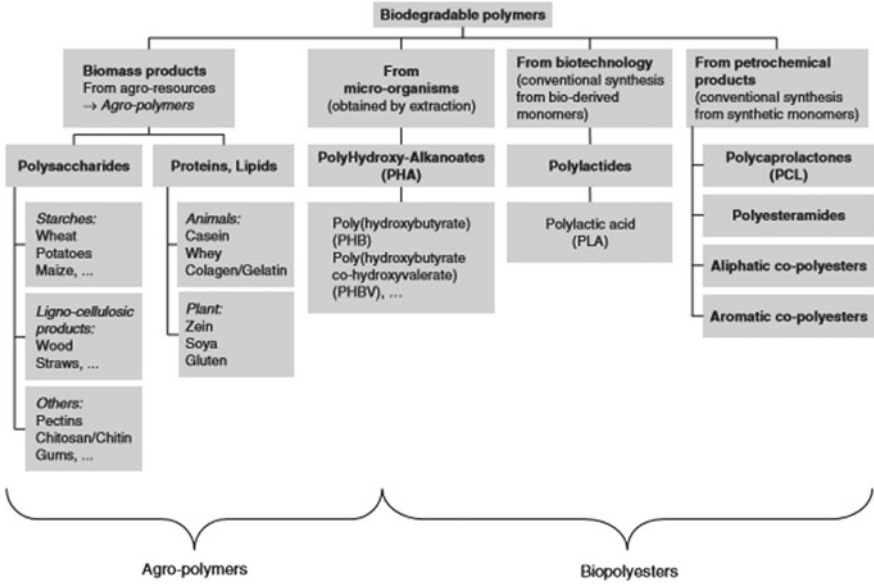 Biodegradable polymers
Biomass products
From agro-resources
→ Agro-polymers
From
micro-organisms
(obtained by extraction)
From biotechnology
(conventional synthesis
from bio-derived
monomers)
From petrochemical
products
(conventional synthesis
from synthetic monomers)
Polysaccharides
Proteins, Lipids
PolyHydroxy-Alkanoates
(PHA)
Polylactides
Polycaprolactones
(PCL)
Starches:
Wheat
Potatoes
Maize, ...
Animals:
Casein
Whey
Colagen/Gelatin
Poly(hydroxybutyrate)
(PHB)
Poly(hydroxybutyrate
co-hydroxyvalerate)
(PHBV), ...
Polylactic acid
(PLA)
Polyesteramides
Aliphatic co-polyesters
Aromatic co-polyesters
Ligno-cellulosic
products:
Wood
Straws, ...
Plant:
Zein
Soya
Gluten
Others:
Pectins
Chitosan/Chitin
Gums, ...
Agro-polymers
Biopolyesters